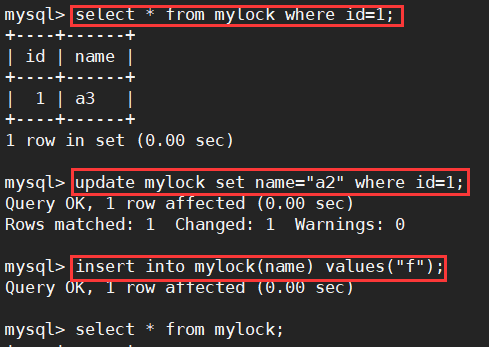 mysql> select * from mylock where id=1;
+----+------+
| id | name |
+----+------+
|  1 | a3   |
+----+------+
1 row in set (0.00 sec)
mysql> update mylock set name="a2" where id=1;
Query OK, 1 row affected (0.00 sec)
Rows matched: 1  Changed: 1  Warnings: 0
mysql> insert into mylock(name) values("f");
Query OK, 1 row affected (0.00 sec)
mysql> select * from mylock;